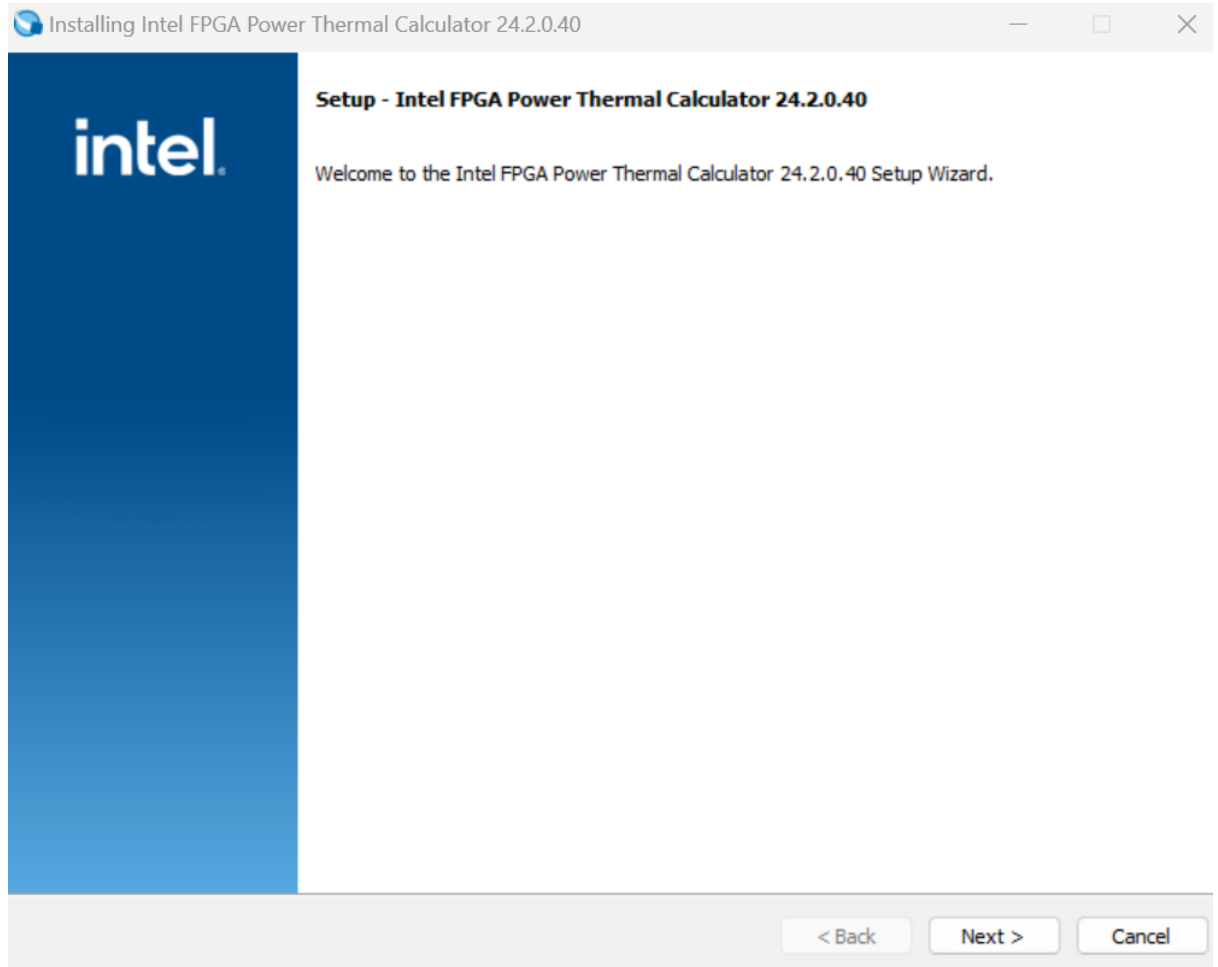 Installing Intel FPGA Power Thermal Calculator 24.2.0.40
intel.
Setup - Intel FPGA Power Thermal Calculator 24.2.0.40
Welcome to the Intel FPGA Power Thermal Calculator 24.2.0.40 Setup Wizard.
< Back Next > Cancel